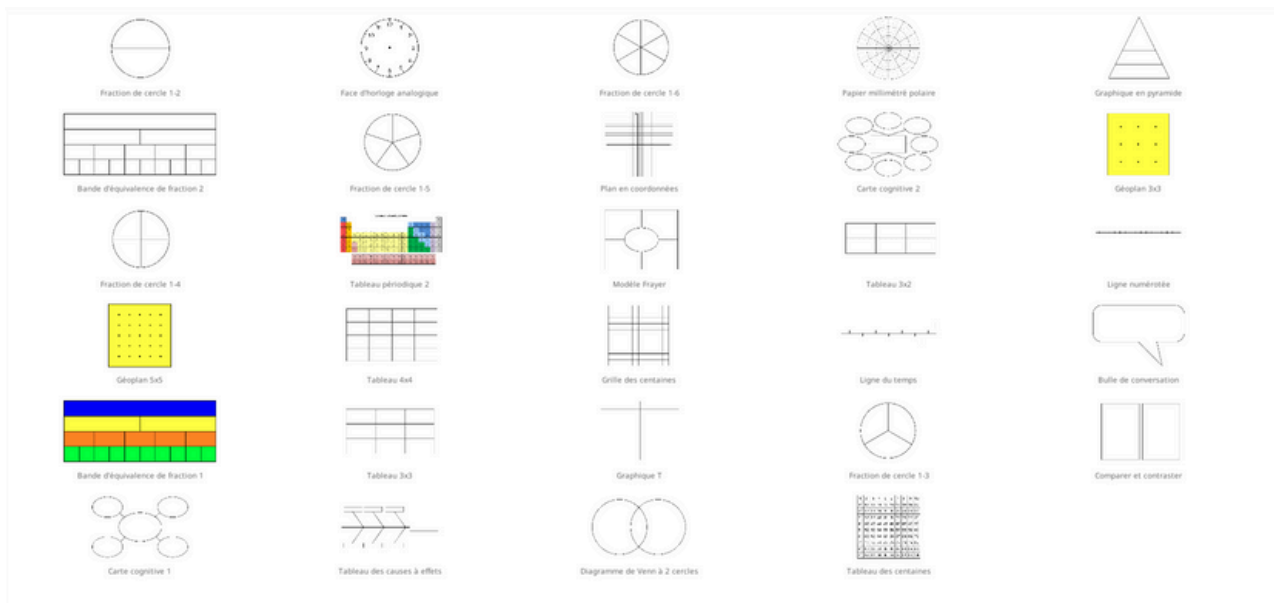 Fraction de cercle 1-2
Face d'horloge analogique
Fraction de cercle 1-6
Papier millimétré polaire
Graphique en pyramide
Bande d'équivalence de fraction 2
Fraction de cercle 1-5
Plan en coordonnées
Carte cognitive 2
Géoplan 3x3
Fraction de cercle 1-4
Tableau périodique 2
Modèle Frayer
Tableau 3x2
Ligne numérotée
Géoplan 5x5
Tableau 4x4
Grille des centaines
Ligne du temps
Bulle de conversation
Bande d'équivalence de fraction 1
Tableau 3x3
Graphique T
Fraction de cercle 1-3
Comparer et contraster
Carte cognitive 1
Tableau des causes à effets
Diagramme de Venn à 2 cercles
Tableau des centaines